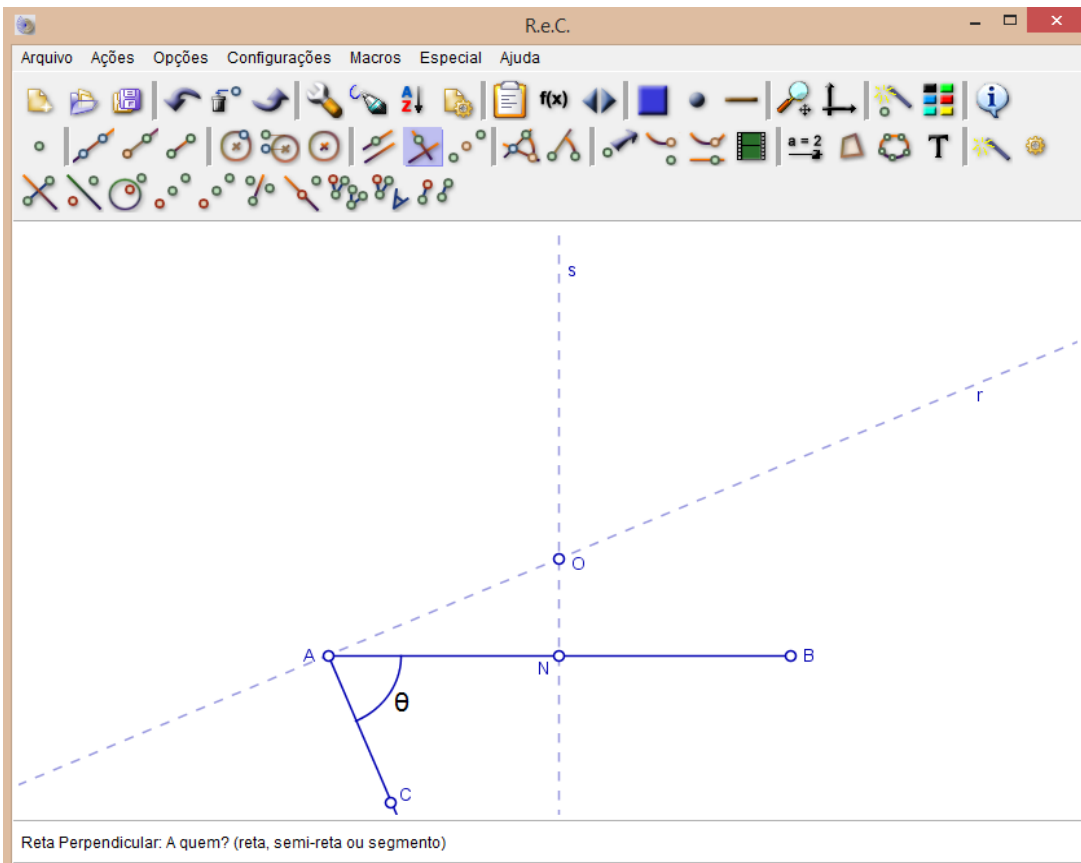 R.e.C.
Arquivo Ações Opções Configurações Macros Especial Ajuda
A
Z
f(x)
a = 2
T
s
r
O
A
N
B
θ
C
Reta Perpendicular: A quem? (reta, semi-reta ou segmento)